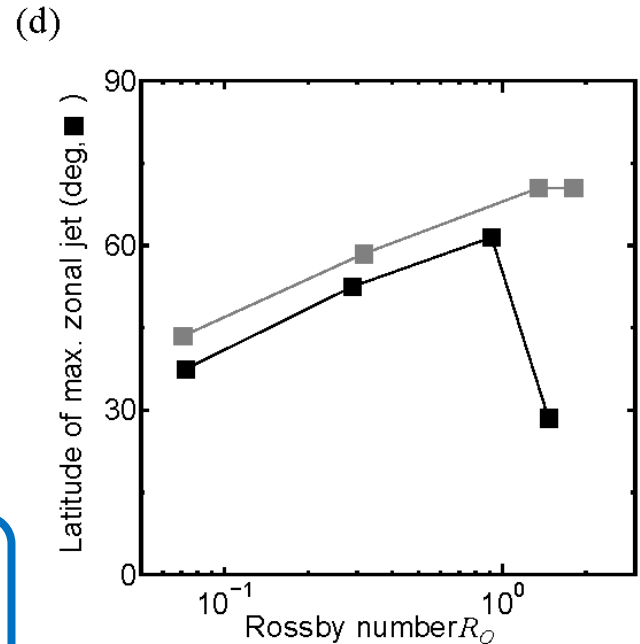 (d)
Latitude of max. zonal jet (deg, ■ )
90
60
30
0
10⁻¹
10⁰
Rossby number R_O